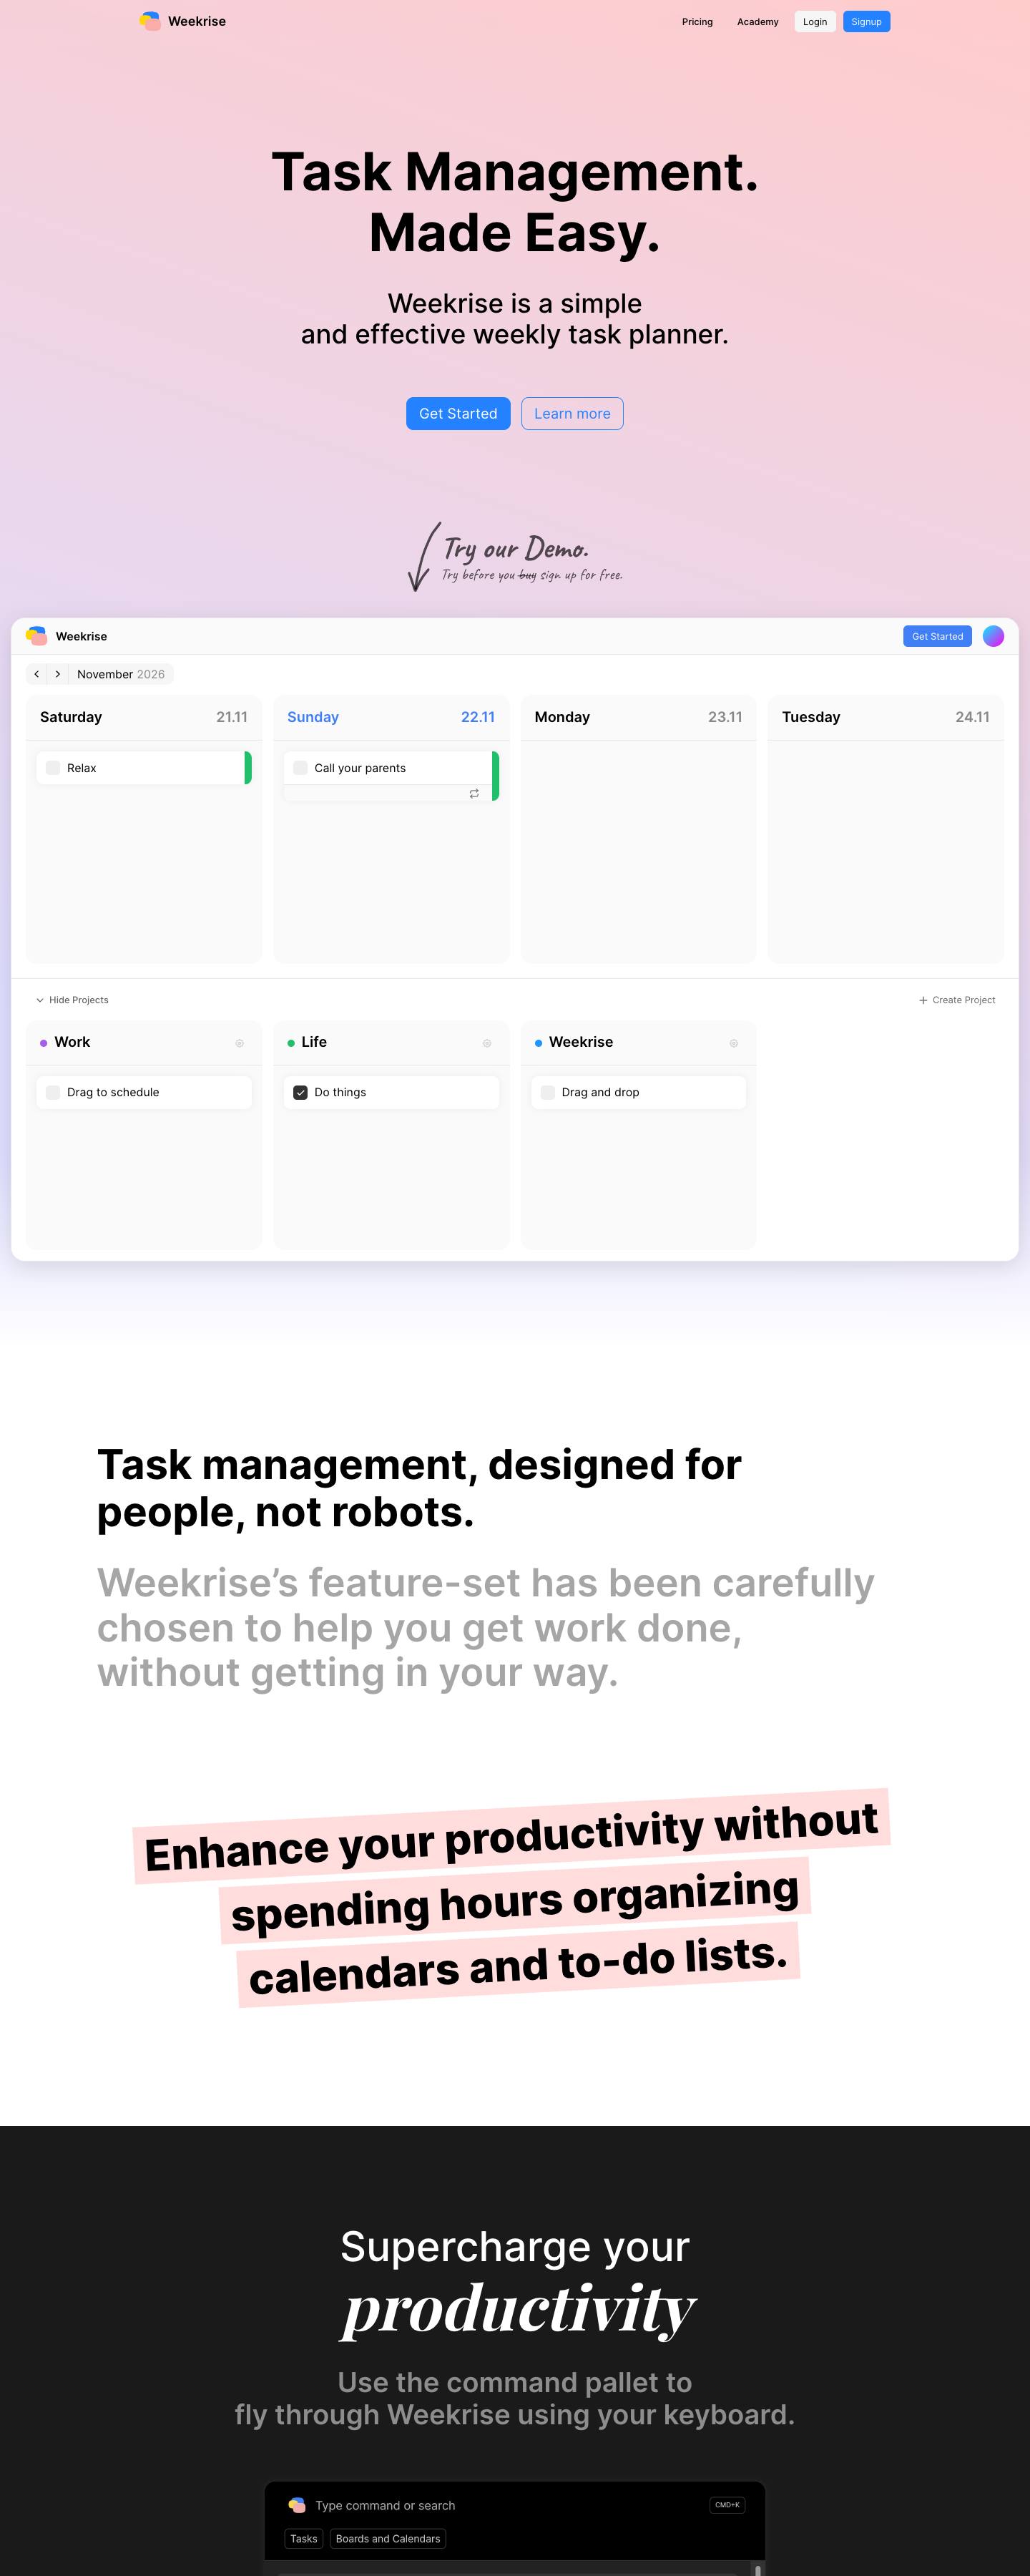 Weekrise
Pricing
Academy
Login
Signup
Task Management.
Made Easy.
Weekrise is a simple
and effective weekly task planner.
Get Started
Learn more
Try our Demo.
Try before you buy sign up for free.
Weekrise
Get Started
November 2026
Saturday 21.11
Sunday 22.11
Monday 23.11
Tuesday 24.11
Relax
Call your parents
Hide Projects
Create Project
Work
Life
Weekrise
Drag to schedule
Do things
Drag and drop
Task management, designed for
people, not robots.
Weekrise’s feature-set has been carefully
chosen to help you get work done,
without getting in your way.
Enhance your productivity without
spending hours organizing
calendars and to-do lists.
Supercharge your
productivity
Use the command pallet to
fly through Weekrise using your keyboard.
Type command or search
CMD+K
Tasks
Boards and Calendars